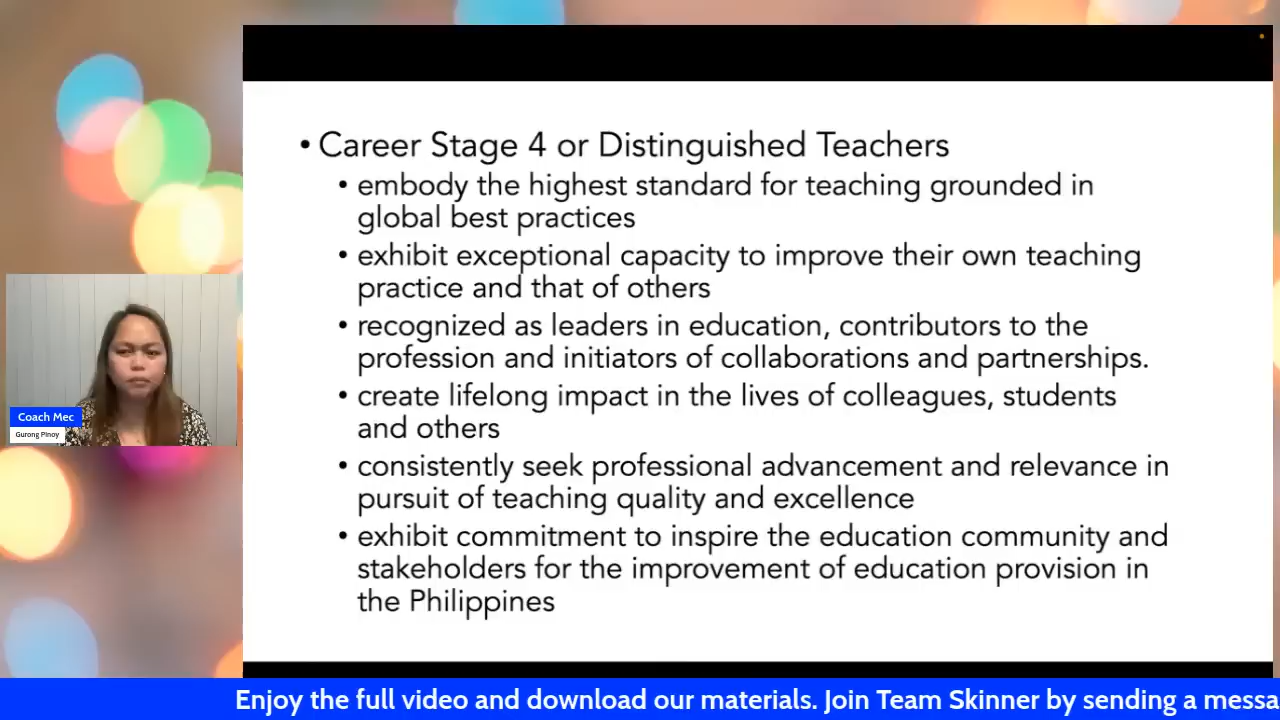 • Career Stage 4 or Distinguished Teachers
• embody the highest standard for teaching grounded in
global best practices
• exhibit exceptional capacity to improve their own teaching
practice and that of others
• recognized as leaders in education, contributors to the
profession and initiators of collaborations and partnerships.
• create lifelong impact in the lives of colleagues, students
and others
• consistently seek professional advancement and relevance in
pursuit of teaching quality and excellence
• exhibit commitment to inspire the education community and
stakeholders for the improvement of education provision in
the Philippines
Coach Mec
Gurong Pinoy
Enjoy the full video and download our materials. Join Team Skinner by sending a messa